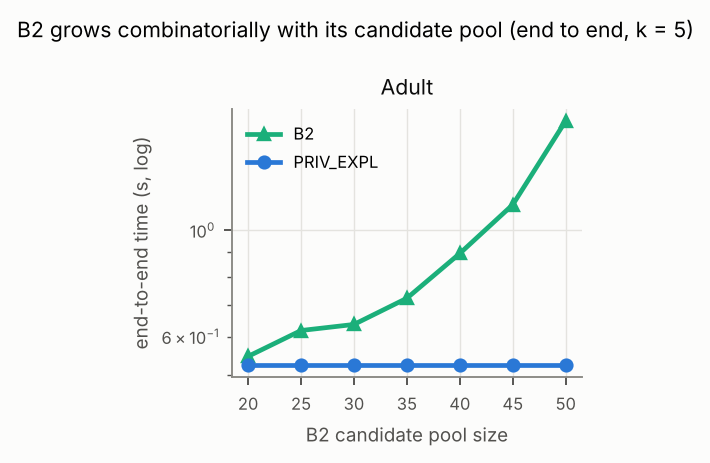 B2 grows combinatorially with its candidate pool (end to end, k = 5)
Adult
B2
PRIV_EXPL
end-to-end time (s, log)
10⁰
6 × 10⁻¹
20 25 30 35 40 45 50
B2 candidate pool size